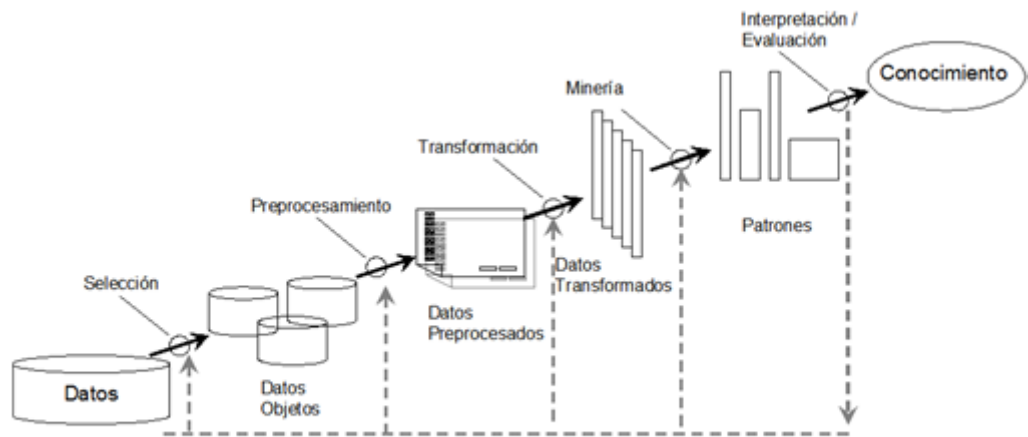 Interpretación /
Evaluación
Conocimiento
Minería
Transformación
Patrones
Preprocesamiento
Datos
Transformados
Selección
Datos
Preprocesados
Datos
Datos
Objetos